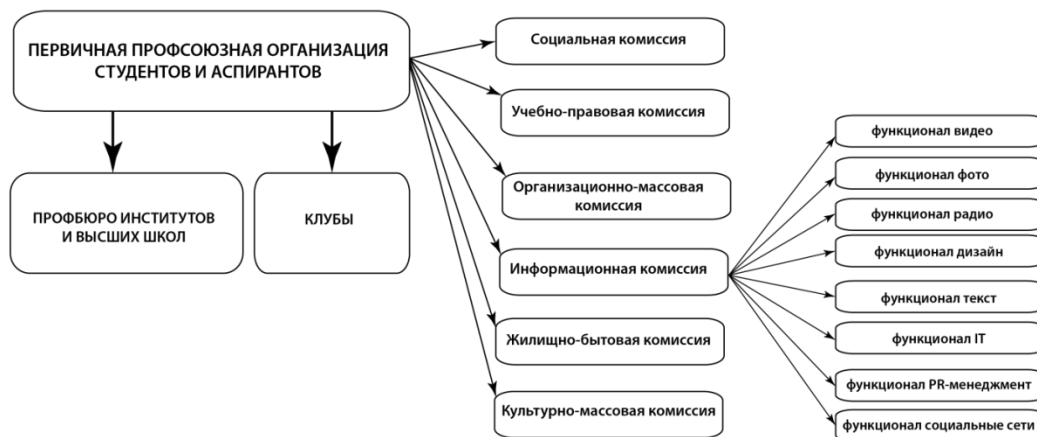 ПЕРВИЧНАЯ ПРОФСОЮЗНАЯ ОРГАНИЗАЦИЯ
СТУДЕНТОВ И АСПИРАНТОВ
ПРОФБЮРО ИНСТИТУТОВ
И ВЫСШИХ ШКОЛ
КЛУБЫ
Социальная комиссия
Учебно-правовая комиссия
Организационно-массовая
комиссия
Информационная комиссия
Жилищно-бытовая комиссия
Культурно-массовая комиссия
функционал видео
функционал фото
функционал радио
функционал дизайн
функционал текст
функционал IT
функционал PR-менеджмент
функционал социальные сети